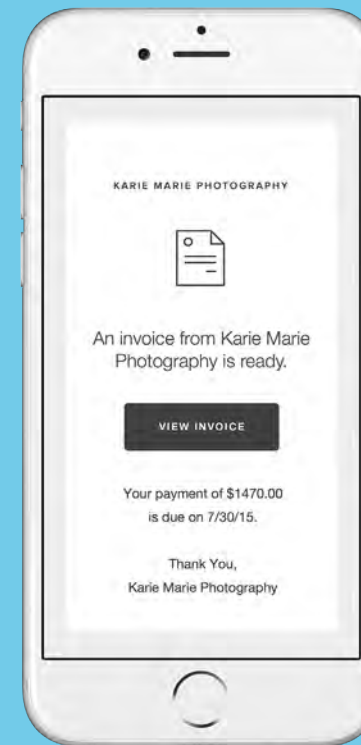 KARIE MARIE PHOTOGRAPHY
An invoice from Karie Marie
Photography is ready.
VIEW INVOICE
Your payment of $1470.00
is due on 7/30/15.
Thank You,
Karie Marie Photography